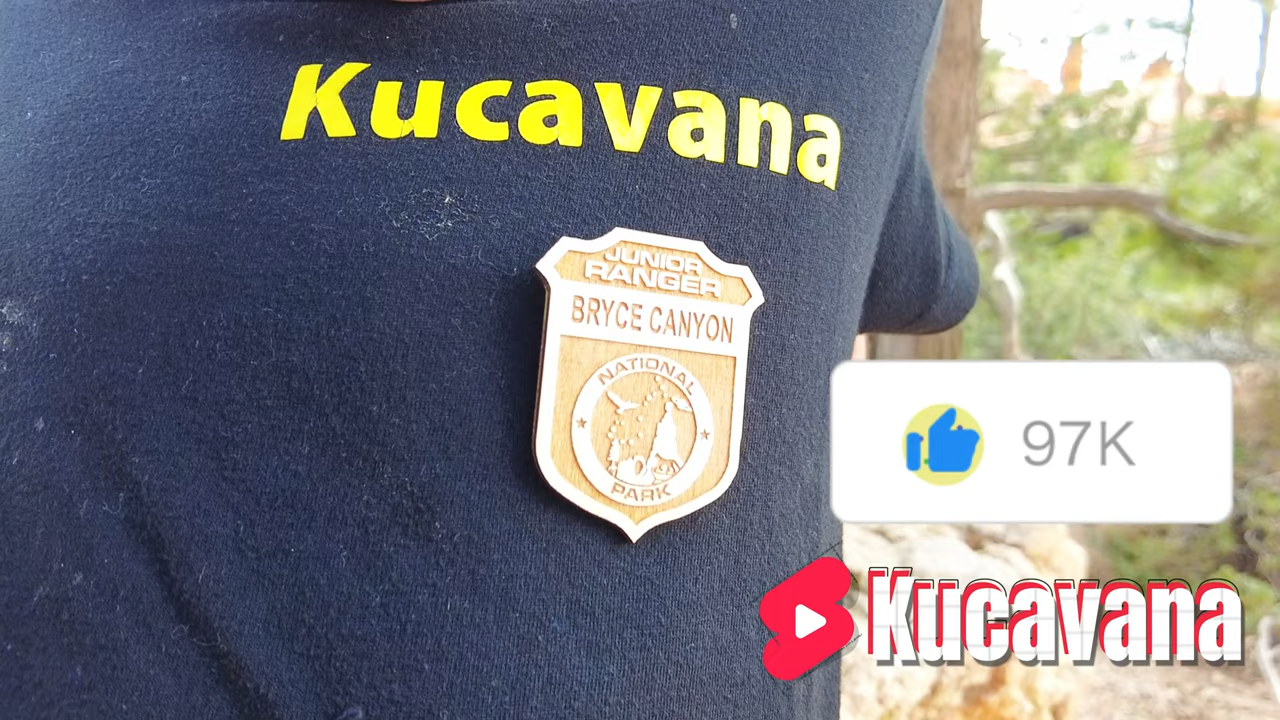 Kucavana
JUNIOR
RANGER
BRYCE CANYON
NATIONAL
PARK
97K
Kucavana